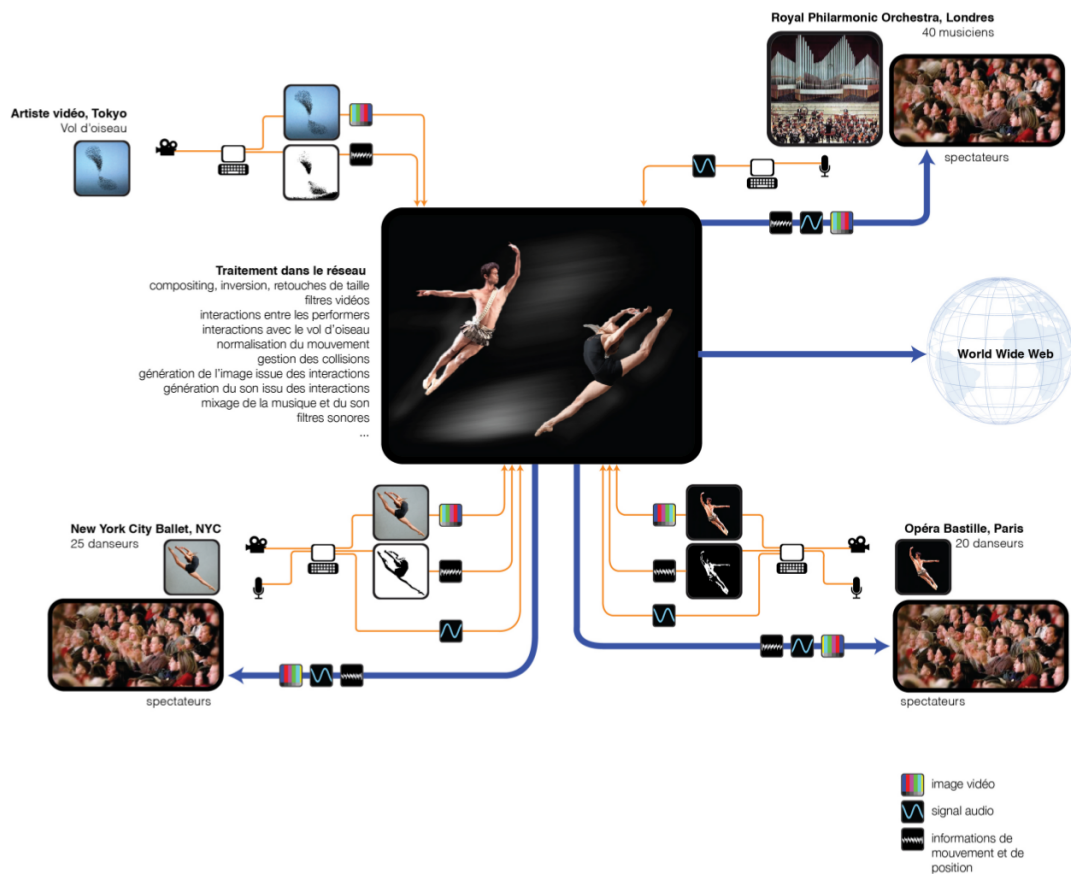 Royal Philarmonic Orchestra, Londres
40 musiciens
spectateurs
Artiste vidéo, Tokyo
Vol d'oiseau
Traitement dans le réseau
compositing, inversion, retouches de taille
filtres vidéos
interactions entre les performers
interactions avec le vol d'oiseau
normalisation du mouvement
gestion des collisions
génération de l'image issue des interactions
génération du son issu des interactions
mixage de la musique et du son
filtres sonores
...
World Wide Web
New York City Ballet, NYC
25 danseurs
spectateurs
Opéra Bastille, Paris
20 danseurs
spectateurs
image vidéo
signal audio
informations de
mouvement et de
position